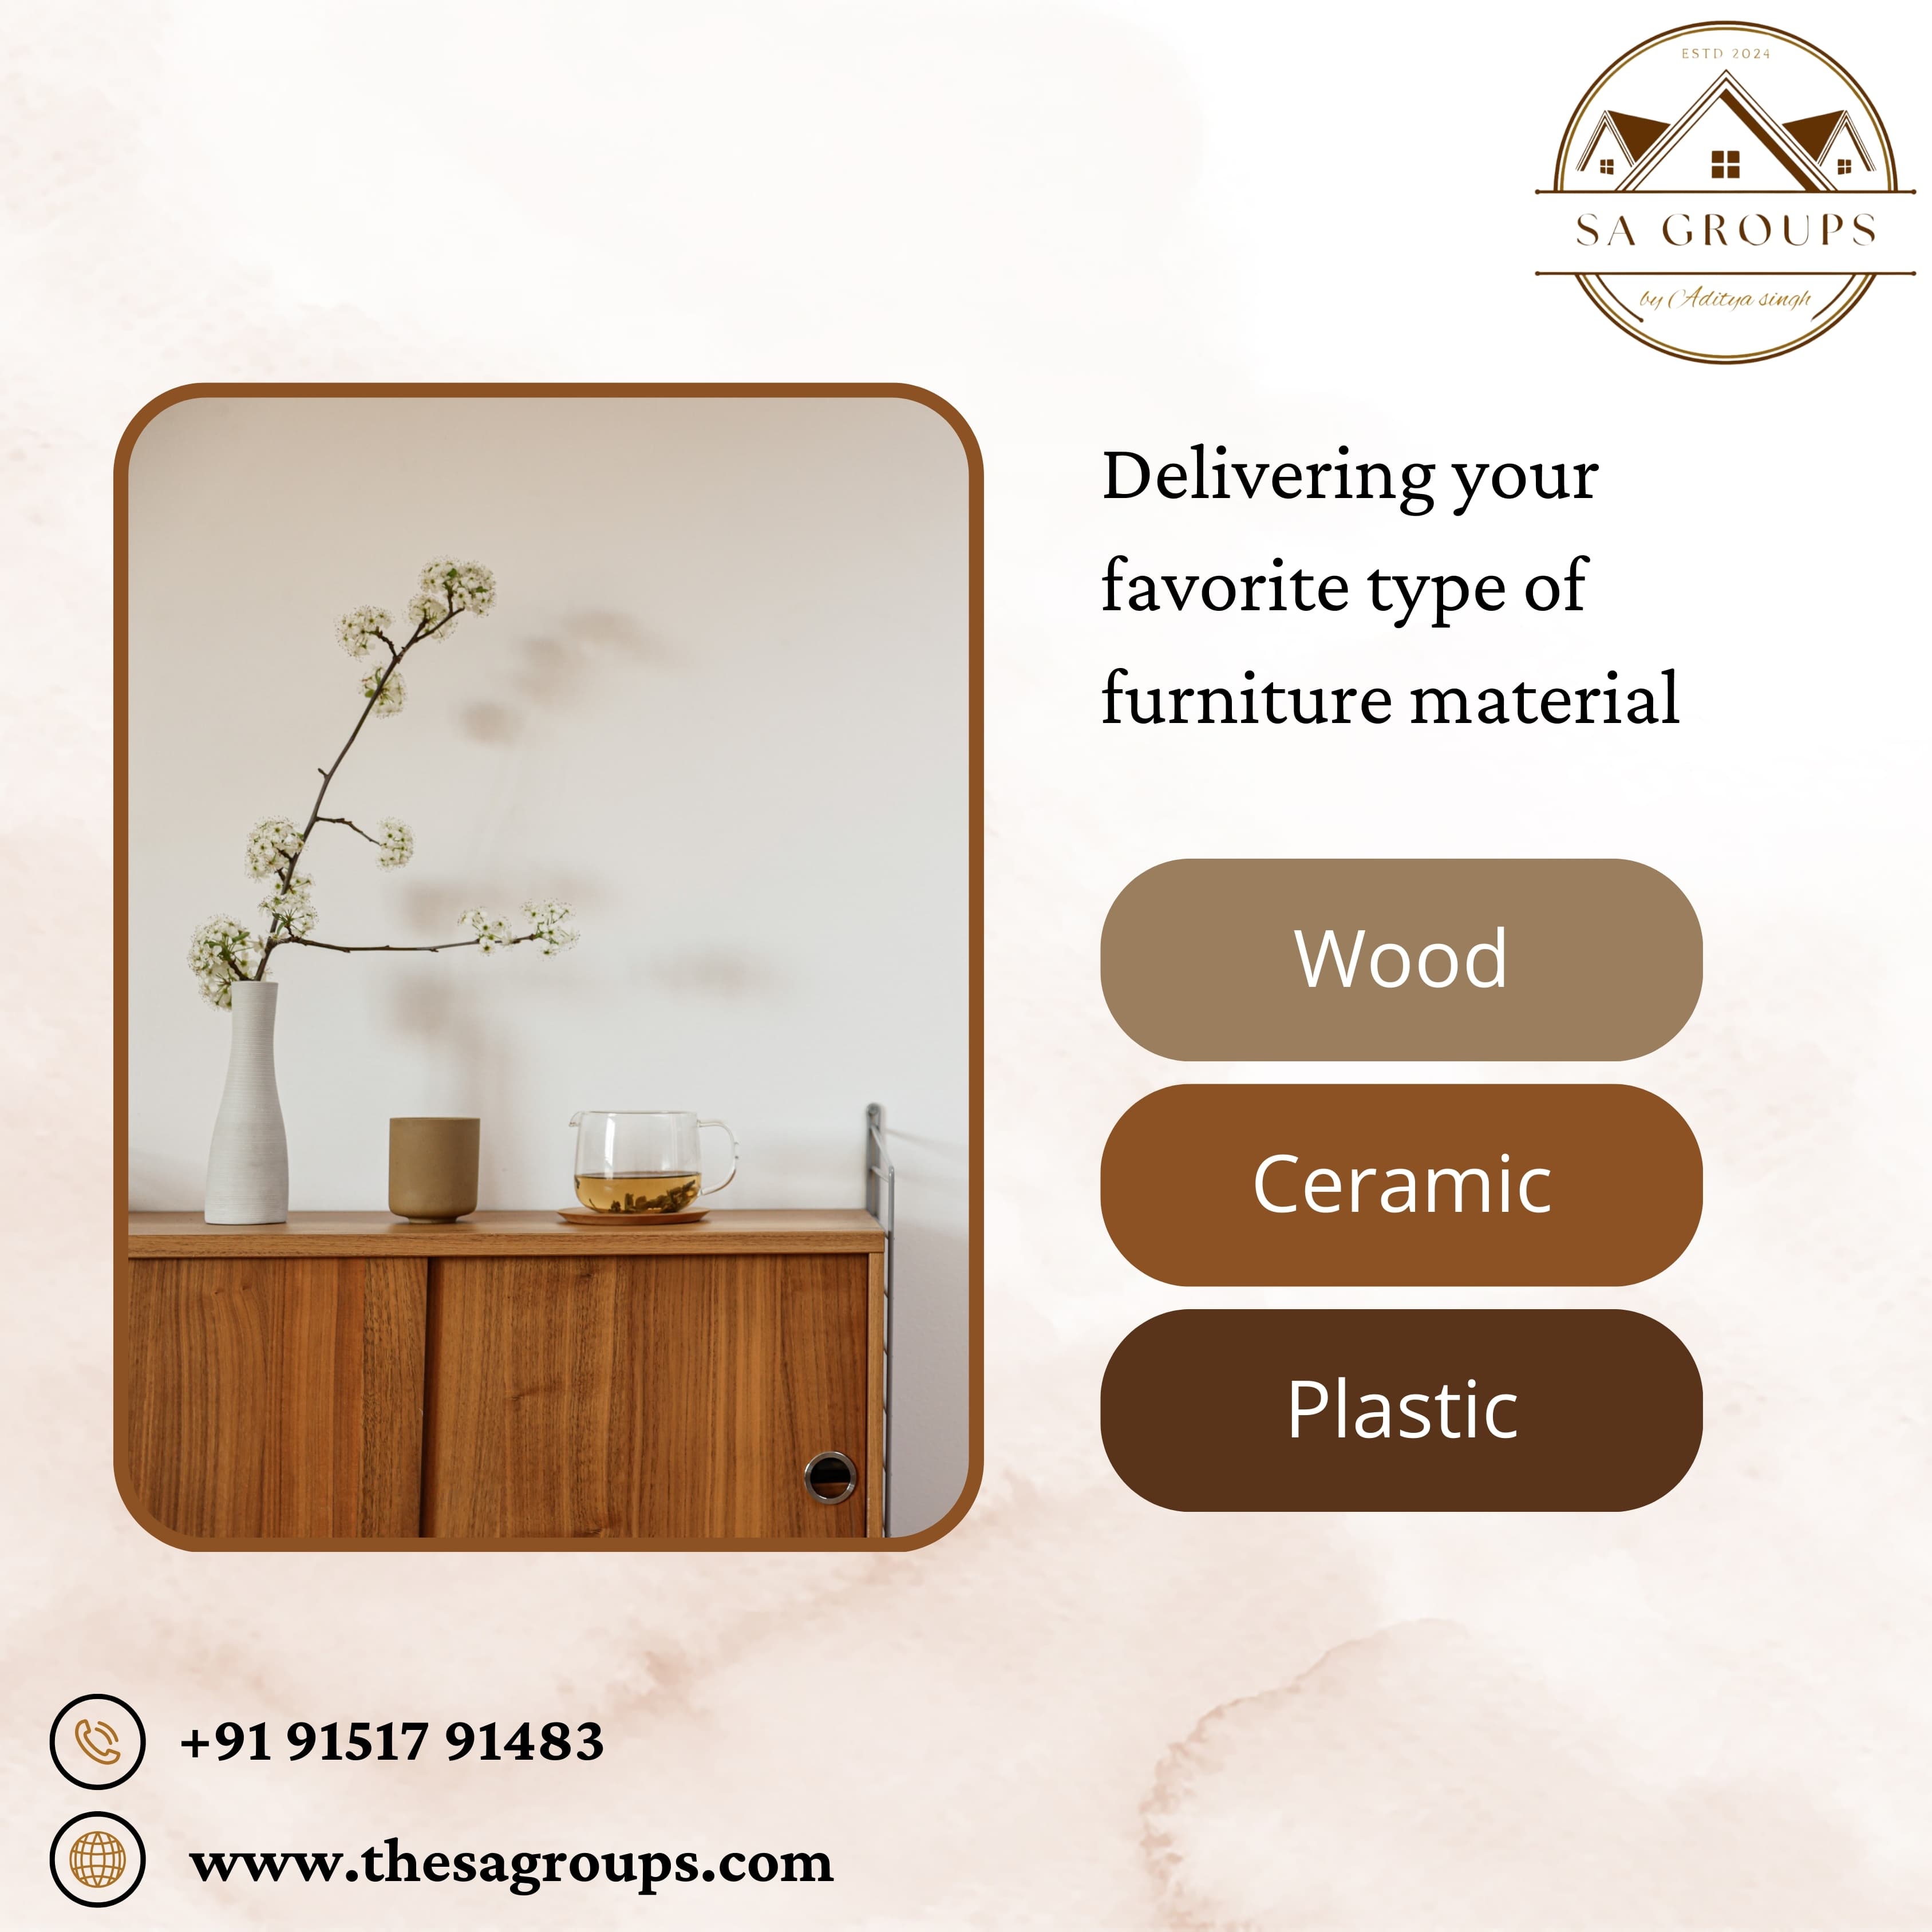 ESTD 2024
SA GROUPS
by Aditya singh
Delivering your
favorite type of
furniture material
Wood
Ceramic
Plastic
+91 91517 91483
www.thesagroups.com